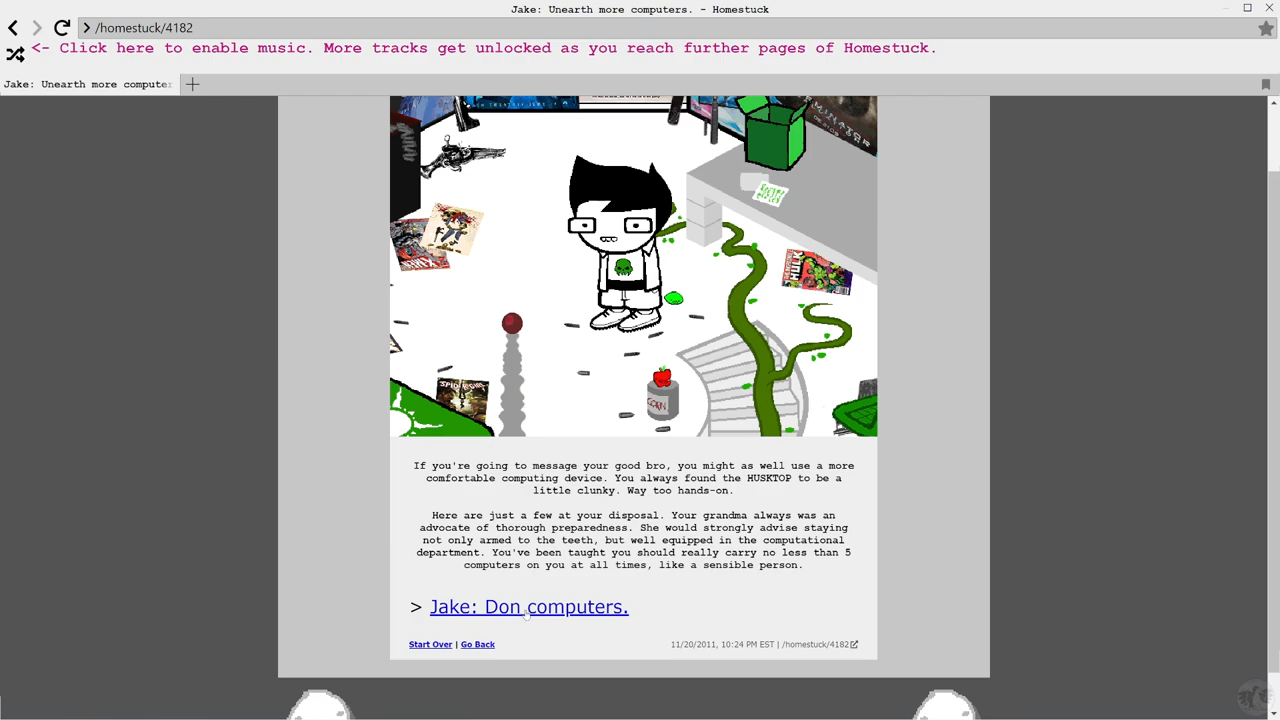 Jake: Unearth more computers. - Homestuck
/homestuck/4182
<- Click here to enable music. More tracks get unlocked as you reach further pages of Homestuck.
Jake: Unearth more computer
CORN
If you're going to message your good bro, you might as well use a more
comfortable computing device. You always found the HUSKTOP to be a
little clunky. Way too hands-on.
Here are just a few at your disposal. Your grandma always was an
advocate of thorough preparedness. She would strongly advise staying
not only armed to the teeth, but well equipped in the computational
department. You've been taught you should really carry no less than 5
computers on you at all times, like a sensible person.
> Jake: Don computers.
Start Over | Go Back
11/20/2011, 10:24 PM EST | /homestuck/4182